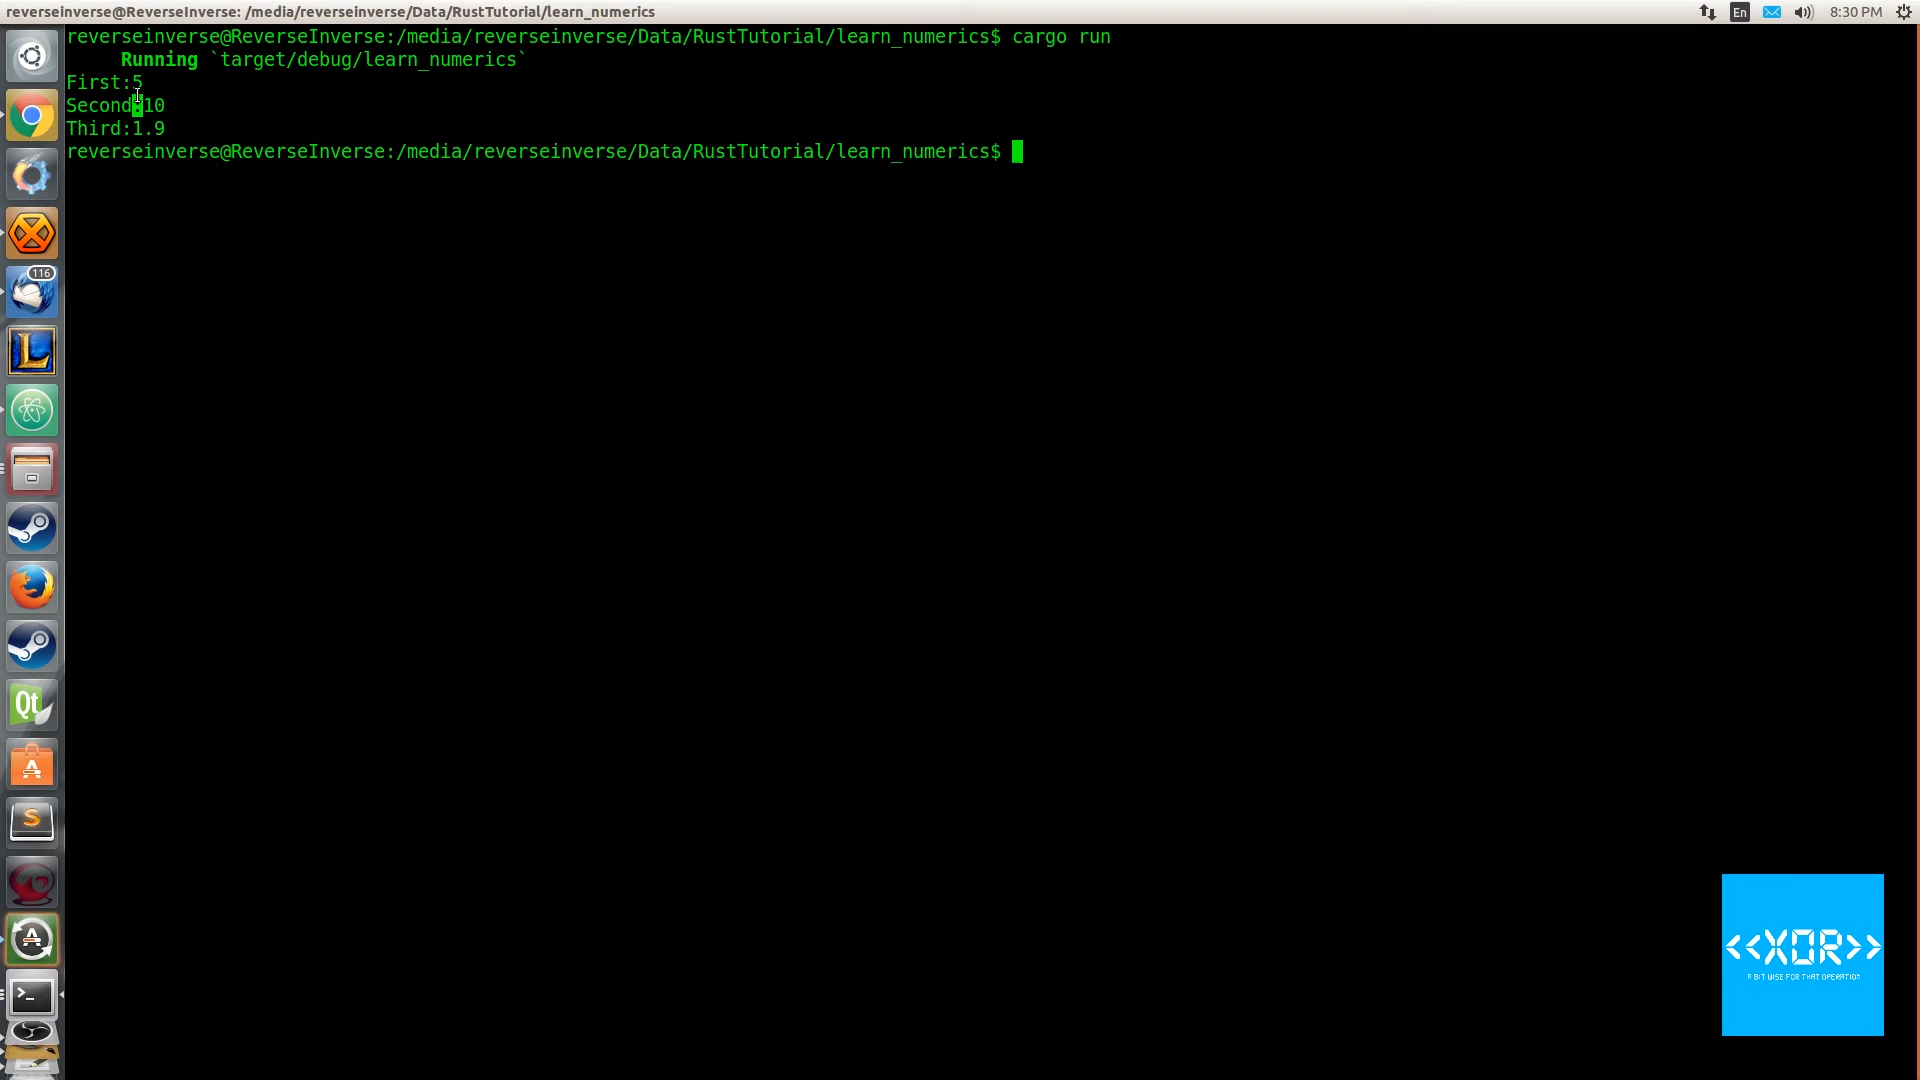 reverseinverse@ReverseInverse: /media/reverseinverse/Data/RustTutorial/learn_numerics
En
8:30 PM
reverseinverse@ReverseInverse:/media/reverseinverse/Data/RustTutorial/learn_numerics$ cargo run
Running `target/debug/learn_numerics`
First:5
Second:10
Third:1.9
reverseinverse@ReverseInverse:/media/reverseinverse/Data/RustTutorial/learn_numerics$
116
L
Qt
A
S
A
>_
<<XOR>>
A BIT WISE FOR THAT OPERATION